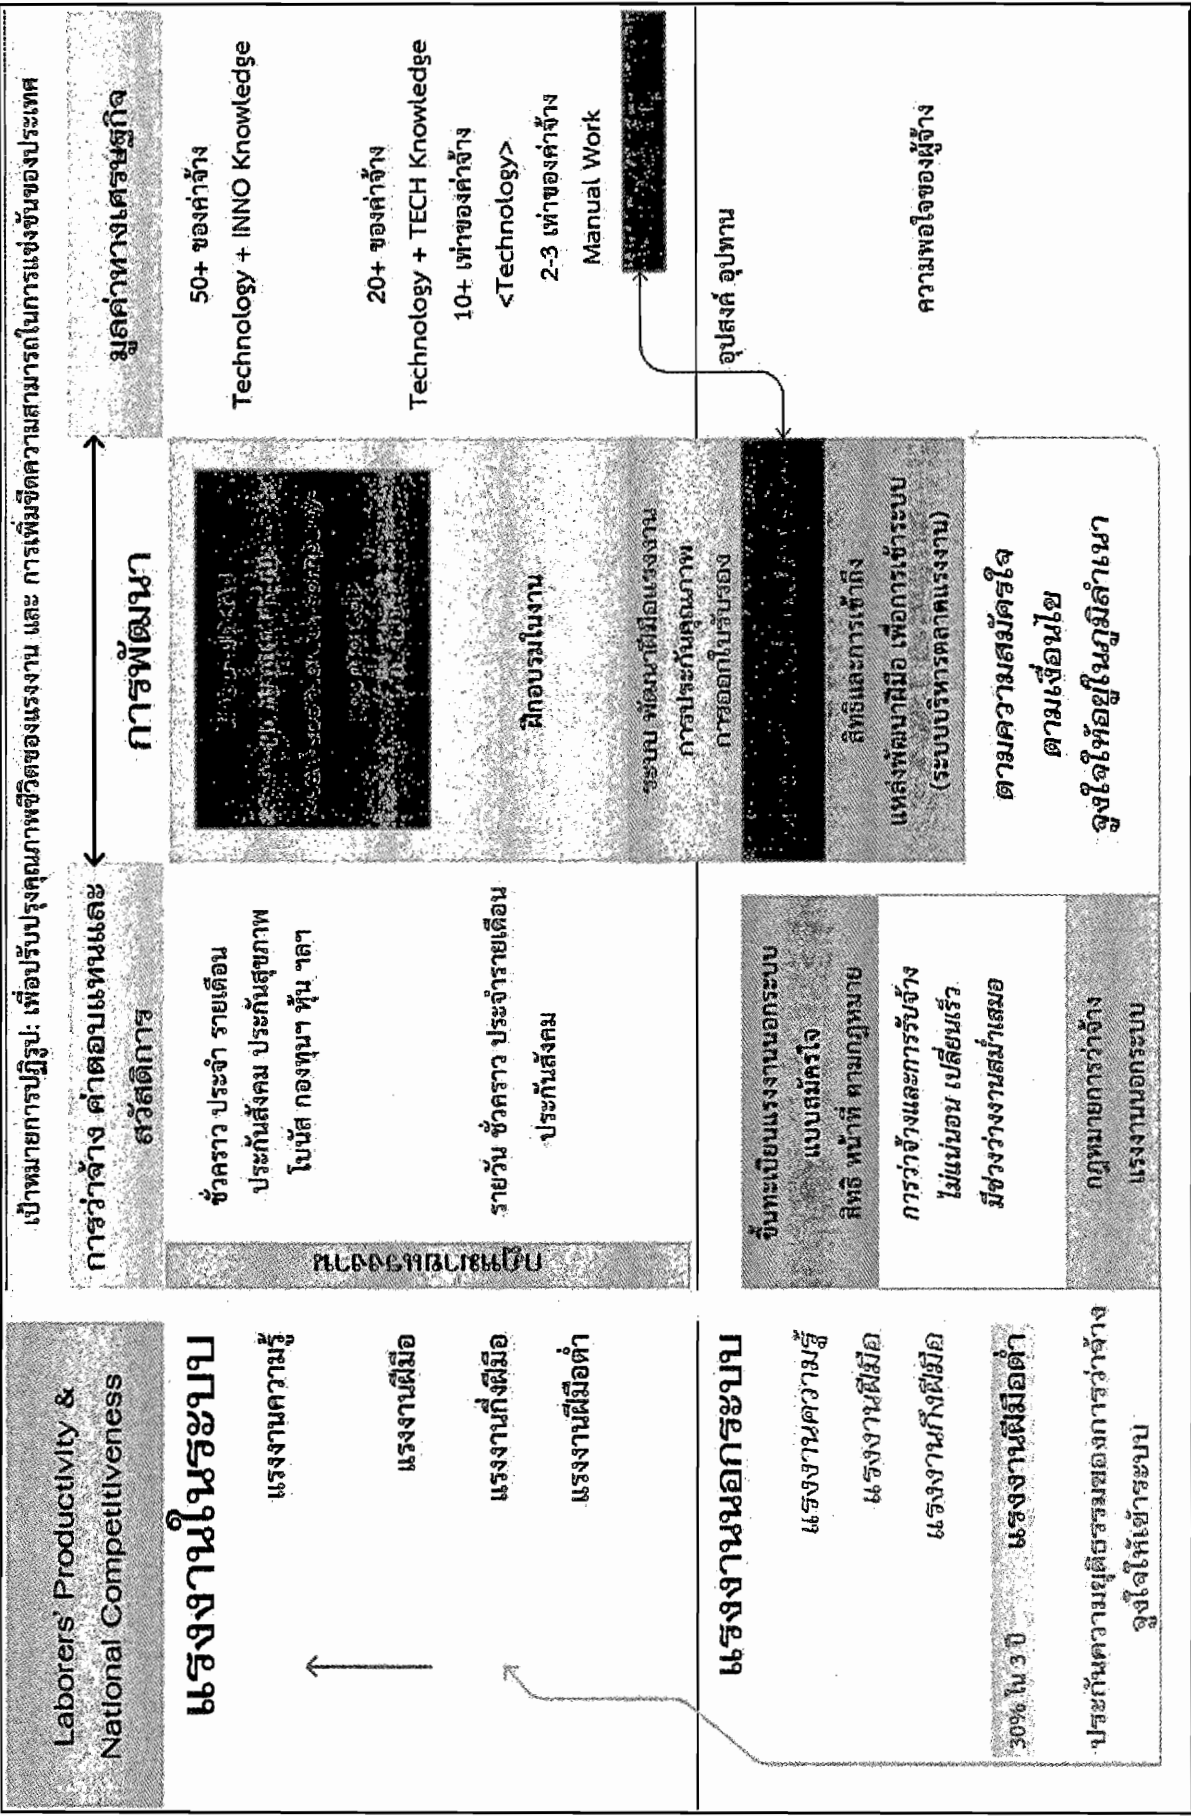 เป้าหมายการปฏิรูป: เพื่อปรับปรุงคุณภาพชีวิตของแรงงาน และ การเพิ่มขีดความสามารถในการแข่งขันของประเทศ
Laborers' Productivity &
National Competitiveness
การว่าจ้าง ค่าตอบแทนและ
สวัสดิการ
การพัฒนา
มูลค่าทางเศรษฐกิจ
แรงงานในระบบ
แรงงานความรู้
แรงงานฝีมือ
แรงงานกึ่งฝีมือ
แรงงานฝีมือต่ำ
กฎหมายแรงงาน
ชั่วคราว ประจำ รายเดือน
ประกันสังคม ประกันสุขภาพ
โบนัส กองทุนฯ หุ้น ฯลฯ
รายวัน ชั่วคราว ประจำรายเดือน
ประกันสังคม
ฝึกอบรมในงาน
ระบบ พัฒนาฝีมือแรงงาน
การประกันคุณภาพ
การออกใบรับรอง
50+ ของค่าจ้าง
Technology + INNO Knowledge
20+ ของค่าจ้าง
Technology + TECH Knowledge
10+ เท่าของค่าจ้าง
<Technology>
2-3 เท่าของค่าจ้าง
Manual Work
แรงงานนอกระบบ
แรงงานความรู้
แรงงานฝีมือ
แรงงานกึ่งฝีมือ
30% ใน 3 ปี
แรงงานฝีมือต่ำ
ประกันความยุติธรรมของการว่าจ้าง
จูงใจให้เข้าระบบ
ขึ้นทะเบียนแรงงานนอกระบบ
แบบสมัครใจ
สิทธิ หน้าที่ ตามกฎหมาย
การว่าจ้างและการรับจ้าง
ไม่แน่นอน เปลี่ยนเร็ว
มีช่วงว่างงานสม่ำเสมอ
กฎหมายการว่าจ้าง
แรงงานนอกระบบ
สิทธิและการเข้าถึง
แหล่งพัฒนาฝีมือ เพื่อการเข้าระบบ
(ระบบบริหารตลาดแรงงาน)
ตามความสมัครใจ
ตามเงื่อนไข
จูงใจให้อยู่ในภูมิลำเนา
อุปสงค์ อุปทาน
ความพอใจของผู้จ้าง